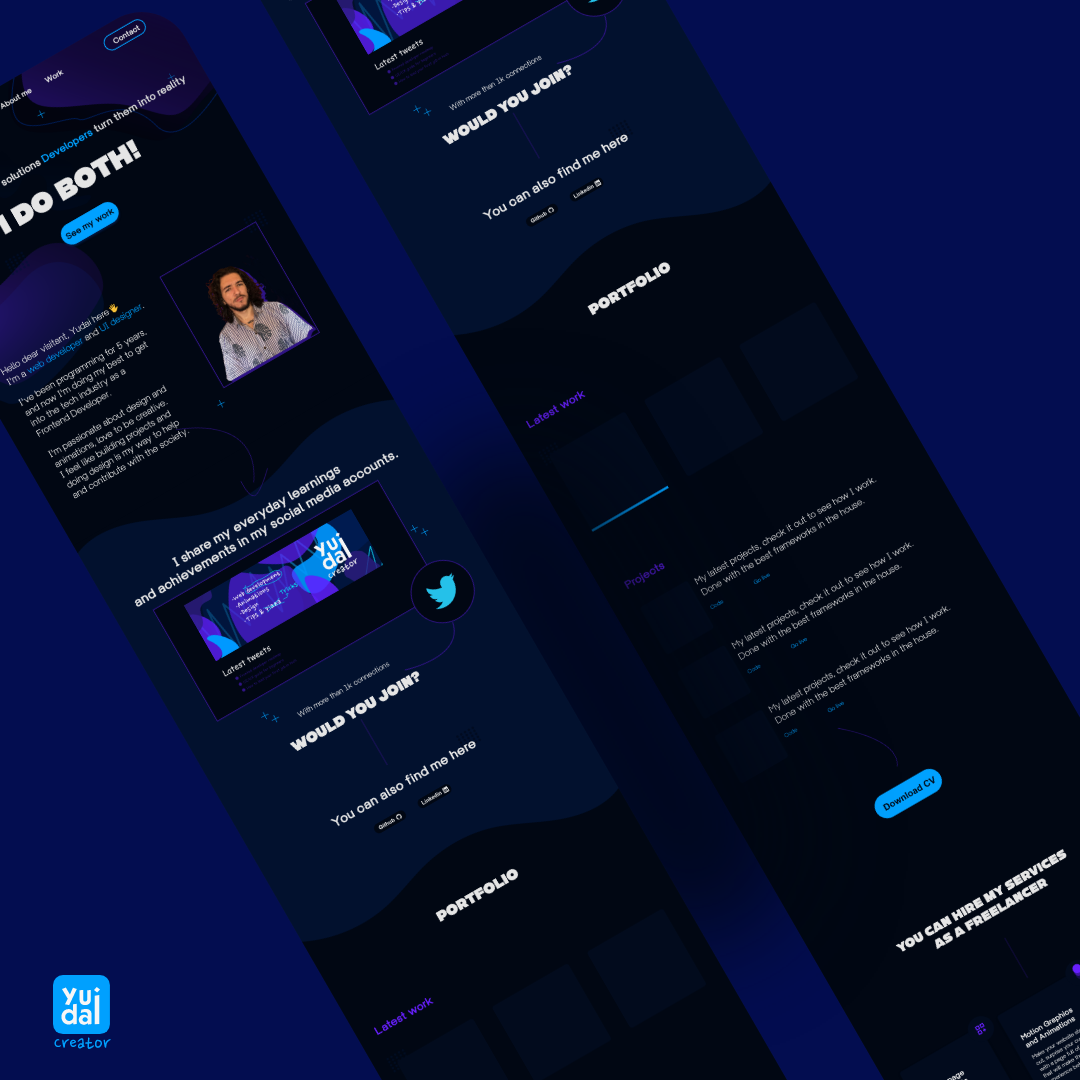 Contact
Work
About me
solutions Developers turn them into reality
I DO BOTH!
See my work
Hello dear visitant, Yudai here
I'm a web developer and UI designer.
I've been programming for 5 years,
and now I'm doing my best to get
into the tech industry as a
Frontend Developer.
I'm passionate about design and
animations, love to be creative.
I feel like building projects and
doing design is my way to help
and contribute with the society.
I share my everyday learnings
and achievements in my social media accounts.
-web development
-Animations
-Design
-Tips & Tricks
yui
dal
creator
Latest tweets
With more than 1k connections
WOULD YOU JOIN?
You can also find me here
Github
Linkedin
PORTFOLIO
Latest work
Latest tweets
With more than 1k connections
WOULD YOU JOIN?
You can also find me here
Github
Linkedin
PORTFOLIO
Latest work
Projects
My latest projects, check it out to see how I work.
Done with the best frameworks in the house.
Code
Go live
My latest projects, check it out to see how I work.
Done with the best frameworks in the house.
Code
Go live
My latest projects, check it out to see how I work.
Done with the best frameworks in the house.
Code
Go live
Download CV
YOU CAN HIRE MY SERVICES
AS A FREELANCER
Motion Graphics
and Animations
yui
dal
creator